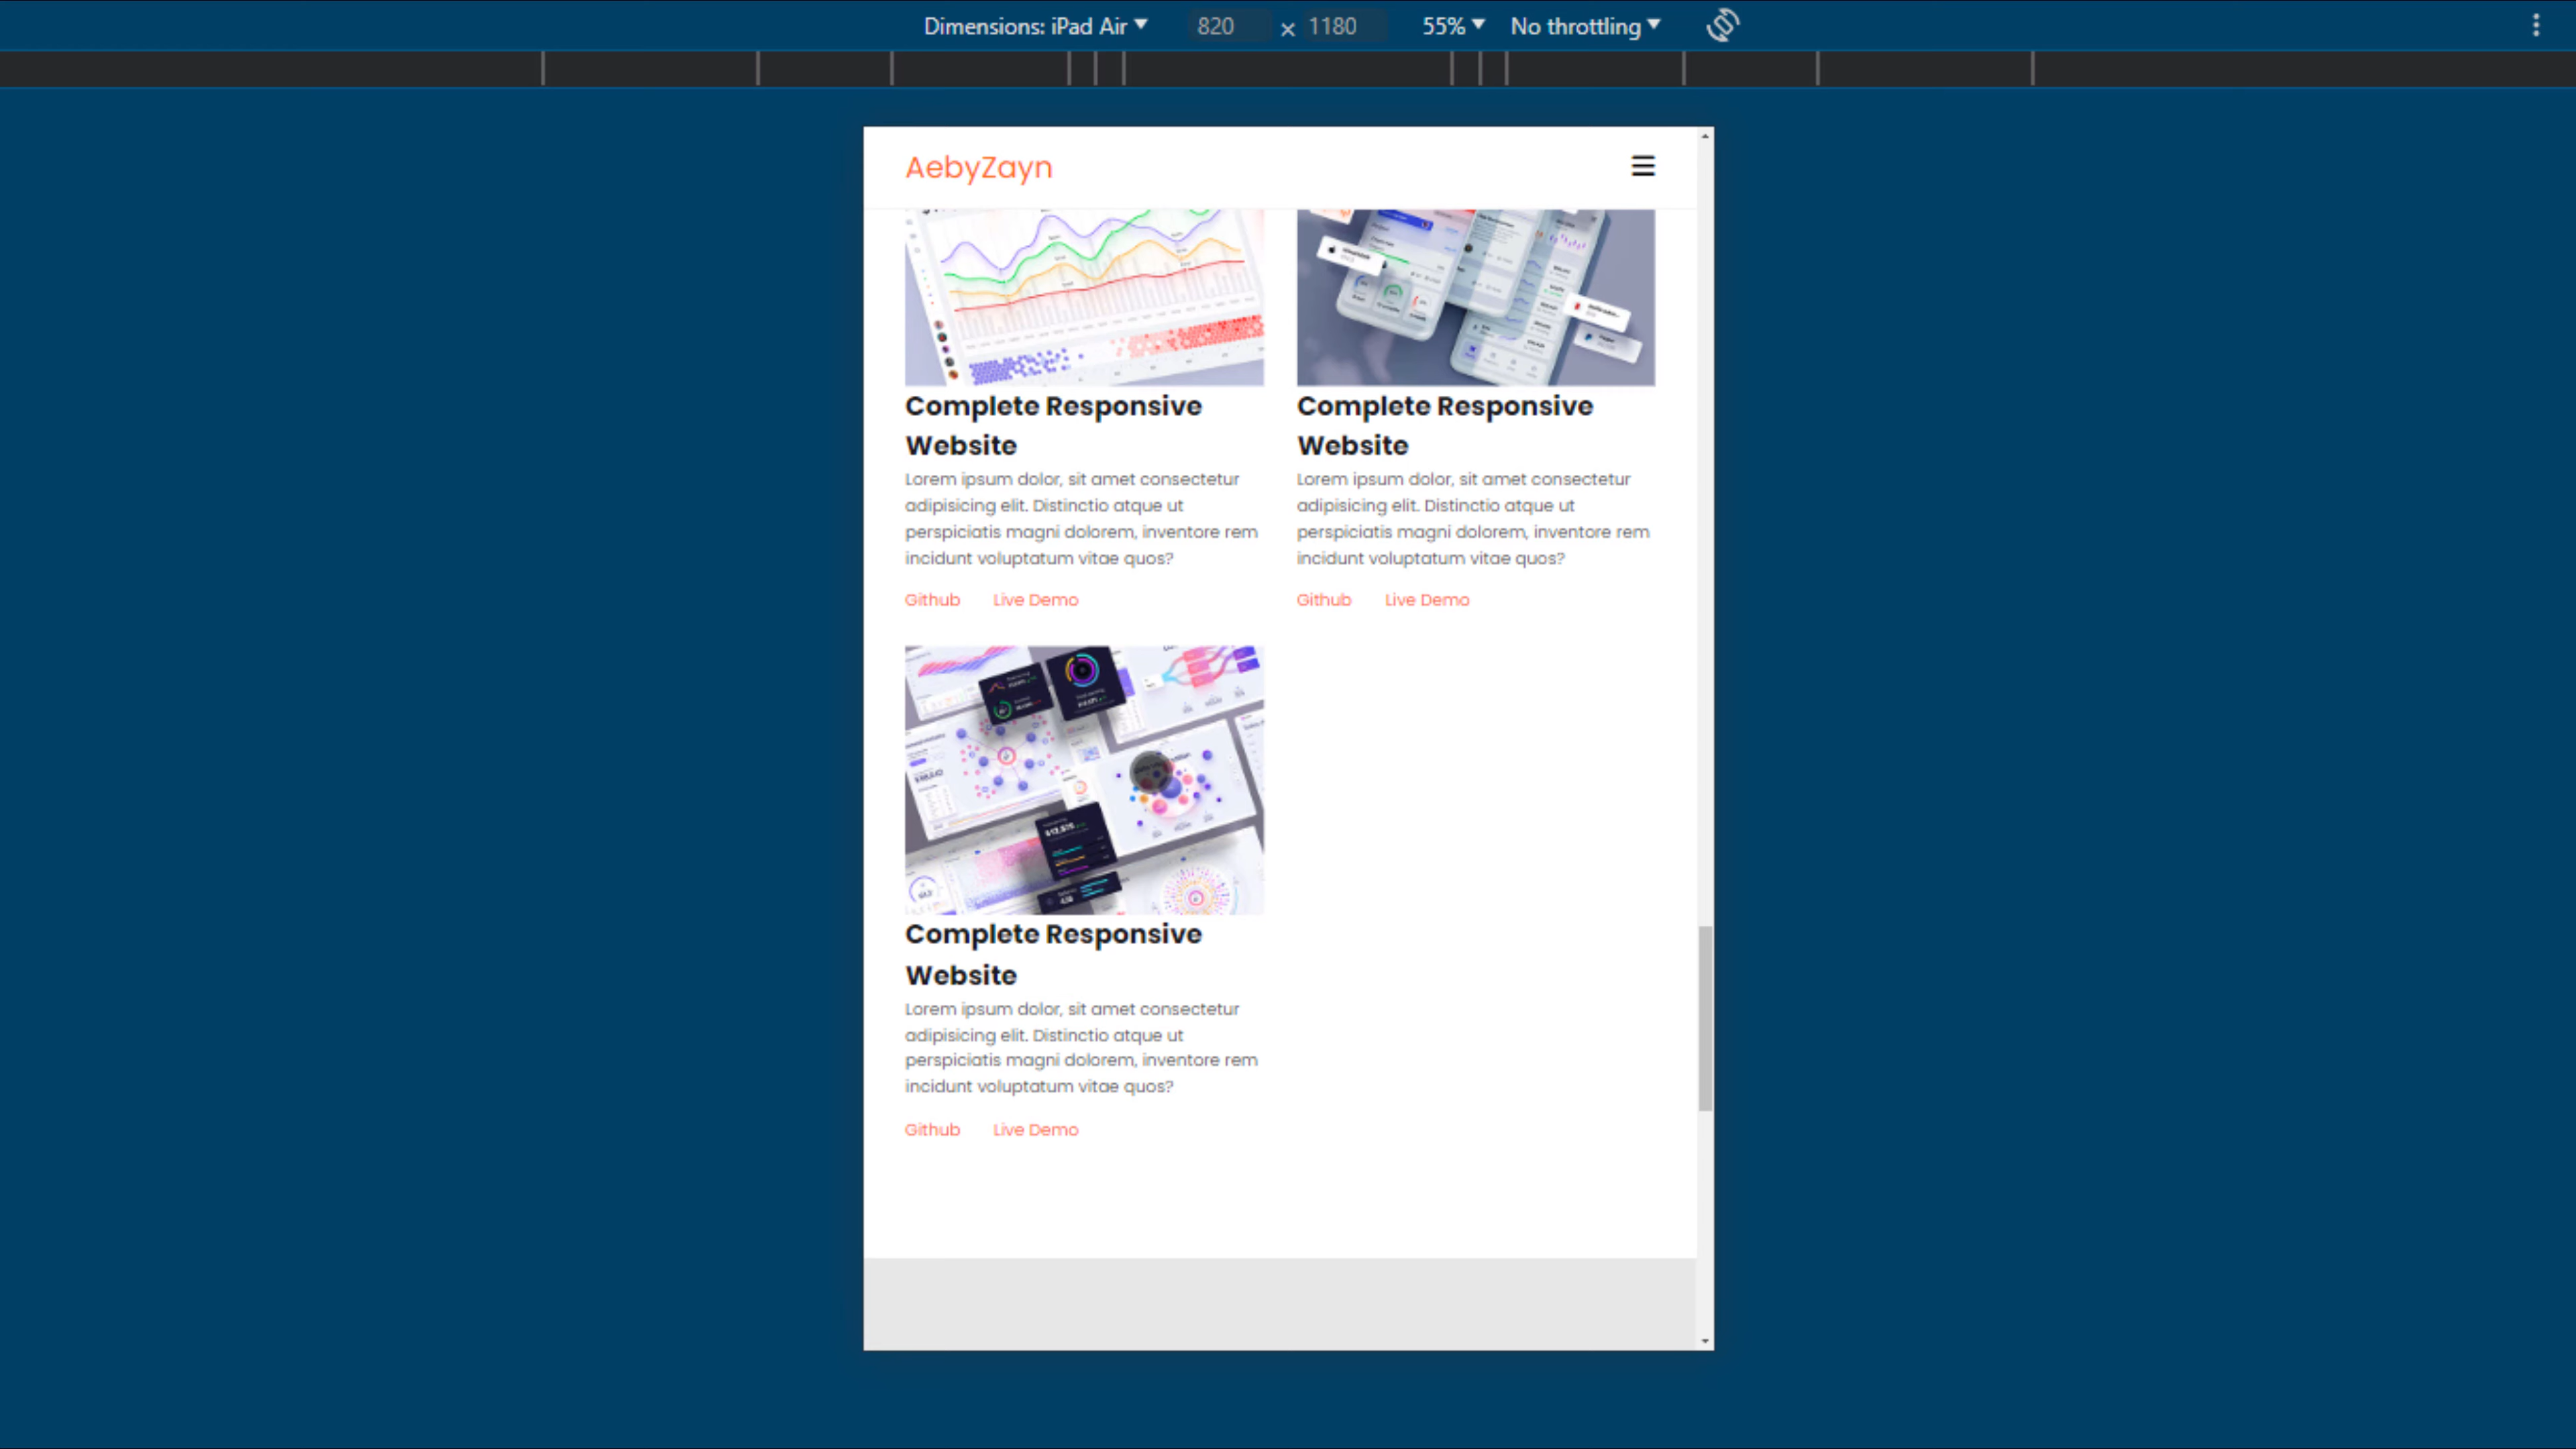 Dimensions: iPad Air 820 × 1180 55% No throttling
AebyZayn
Complete Responsive
Website
Lorem ipsum dolor, sit amet consectetur
adipisicing elit. Distinctio atque ut
perspiciatis magni dolorem, inventore rem
incidunt voluptatum vitae quos?
Github Live Demo
Complete Responsive
Website
Lorem ipsum dolor, sit amet consectetur
adipisicing elit. Distinctio atque ut
perspiciatis magni dolorem, inventore rem
incidunt voluptatum vitae quos?
Github Live Demo
Complete Responsive
Website
Lorem ipsum dolor, sit amet consectetur
adipisicing elit. Distinctio atque ut
perspiciatis magni dolorem, inventore rem
incidunt voluptatum vitae quos?
Github Live Demo